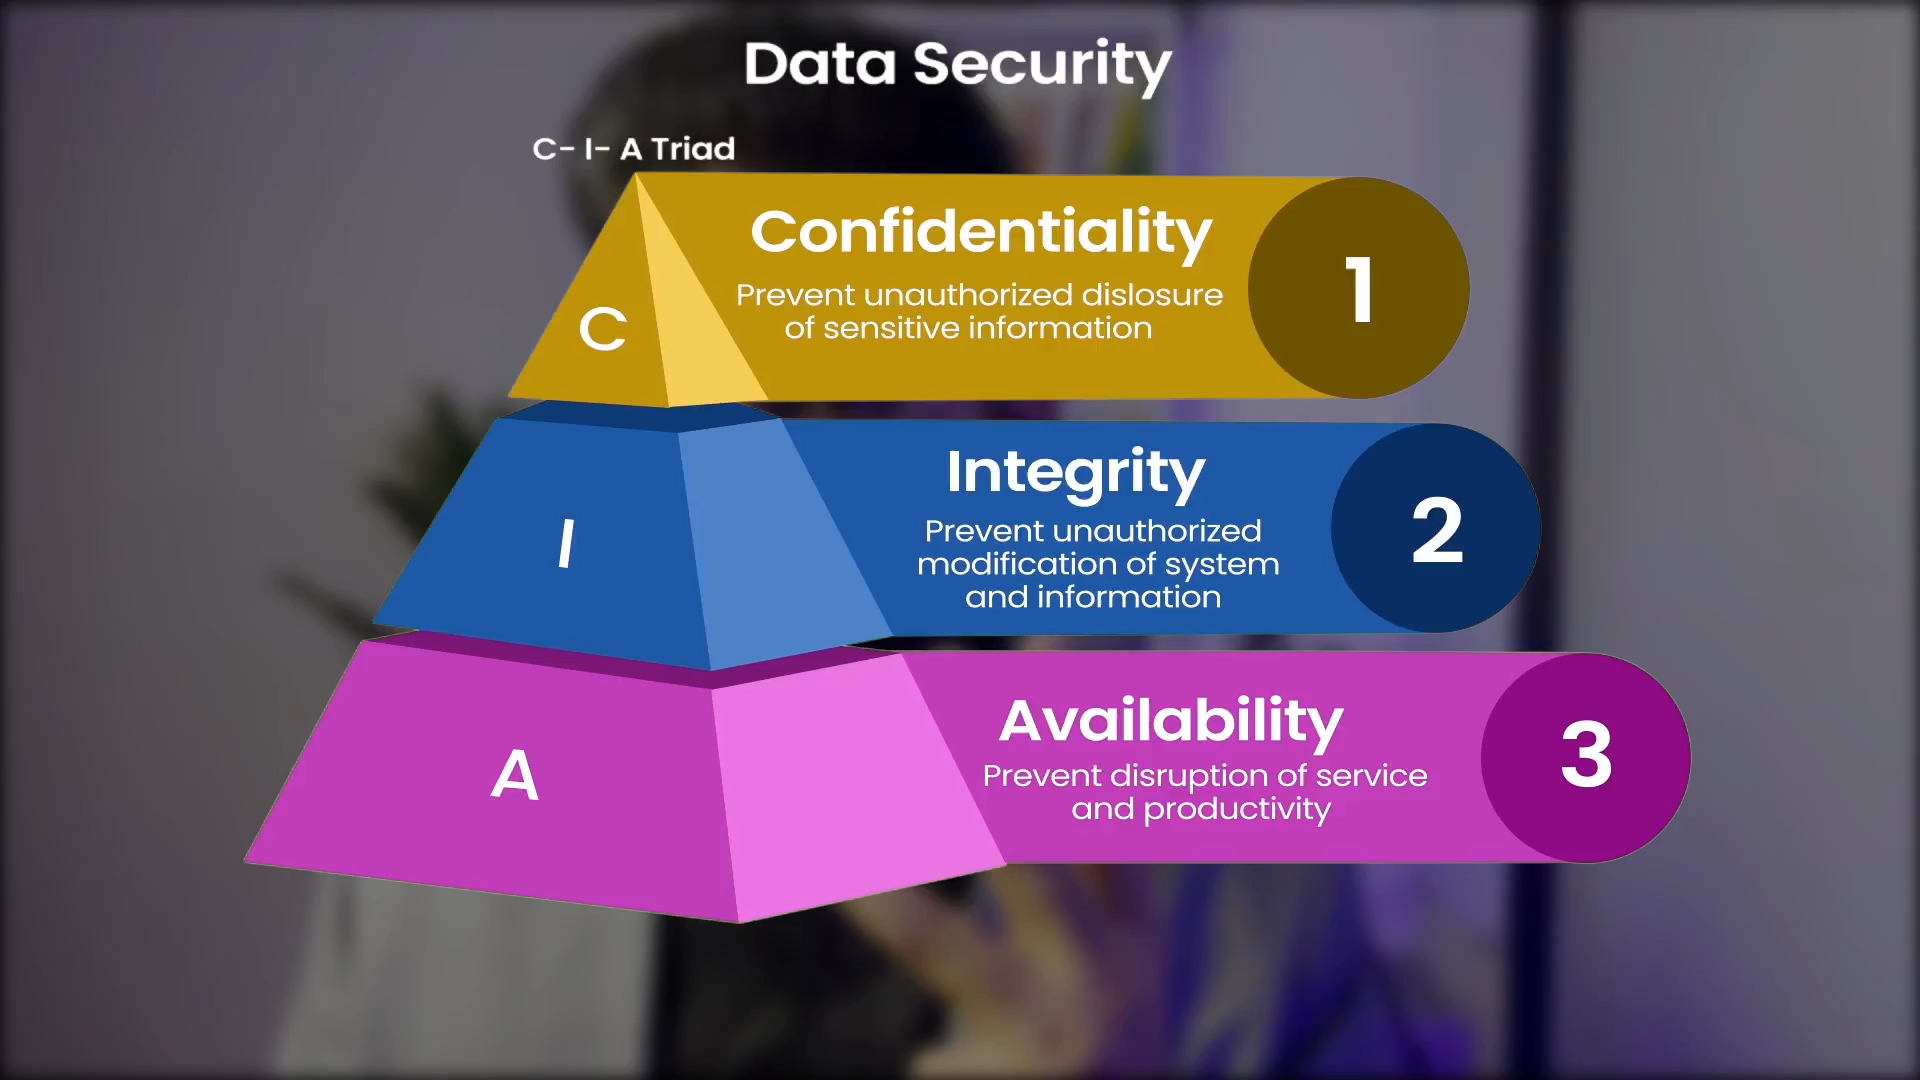 Data Security
C- I- A Triad
Confidentiality
Prevent unauthorized dislosure
of sensitive information
1
C
Integrity
Prevent unauthorized
modification of system
and information
2
I
Availability
Prevent disruption of service
and productivity
3
A